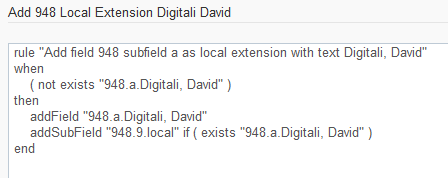 Add 948 Local Extension Digitali David
rule "Add field 948 subfield a as local extension with text Digitali, David"
when
( not exists "948.a.Digitali, David" )
then
addField "948.a.Digitali, David"
addSubField "948.9.local" if ( exists "948.a.Digitali, David" )
end